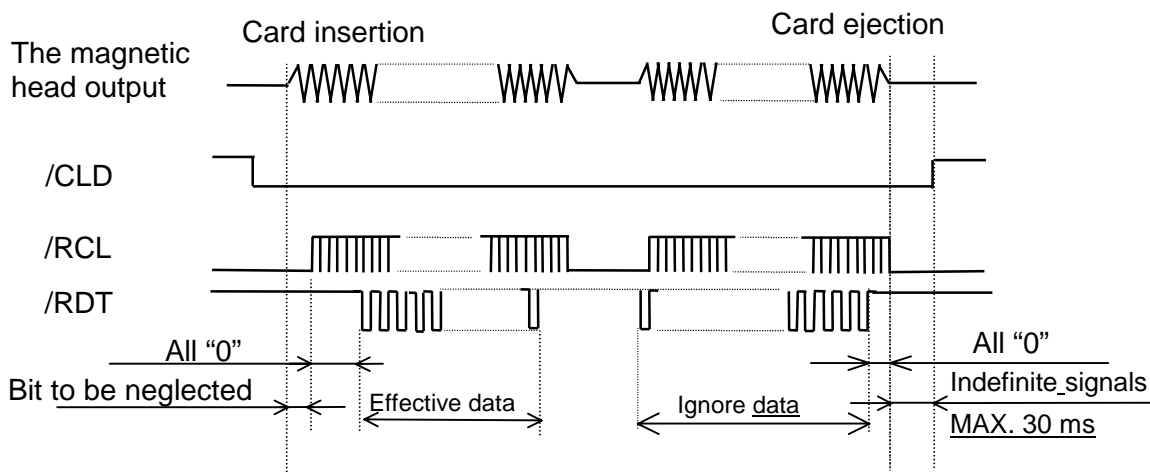 Card insertion
Card ejection
The magnetic
head output
/CLD
/RCL
/RDT
All “0”
All “0”
Bit to be neglected
Effective data
Ignore data
Indefinite signals
MAX. 30 ms